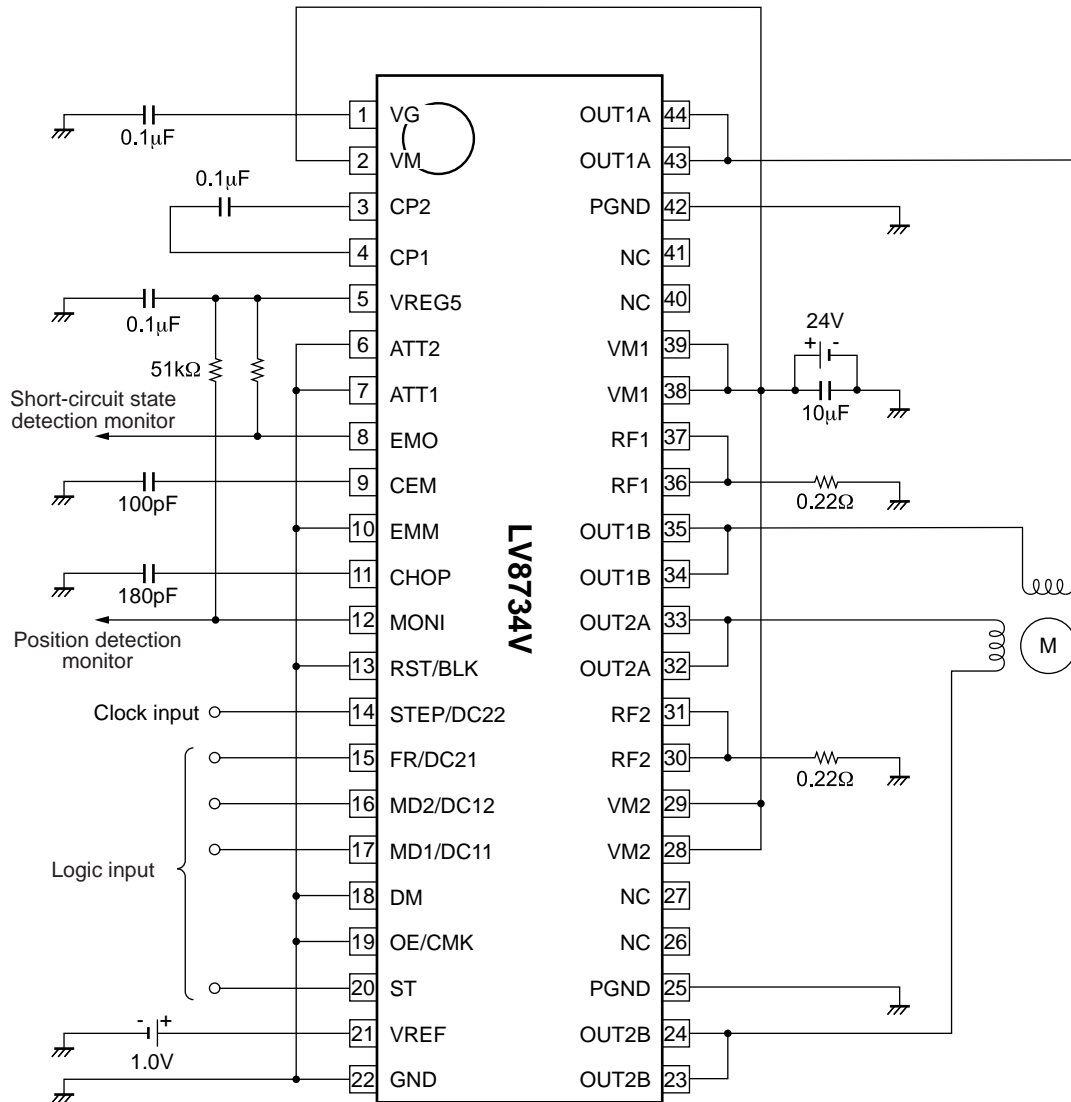 1 VG
0.1μF
2 VM
0.1μF
3 CP2
4 CP1
5 VREG5
0.1μF
51kΩ
6 ATT2
7 ATT1
Short-circuit state
detection monitor
8 EMO
9 CEM
100pF
10 EMM
11 CHOP
180pF
12 MONI
Position detection
monitor
13 RST/BLK
Clock input
14 STEP/DC22
15 FR/DC21
16 MD2/DC12
17 MD1/DC11
Logic input
18 DM
19 OE/CMK
20 ST
- +
21 VREF
1.0V
22 GND
LV8734V
OUT1A 44
OUT1A 43
PGND 42
NC 41
NC 40
24V
+ -
VM1 39
VM1 38
10μF
RF1 37
RF1 36
0.22Ω
OUT1B 35
OUT1B 34
OUT2A 33
M
OUT2A 32
RF2 31
RF2 30
0.22Ω
VM2 29
VM2 28
NC 27
NC 26
PGND 25
OUT2B 24
OUT2B 23